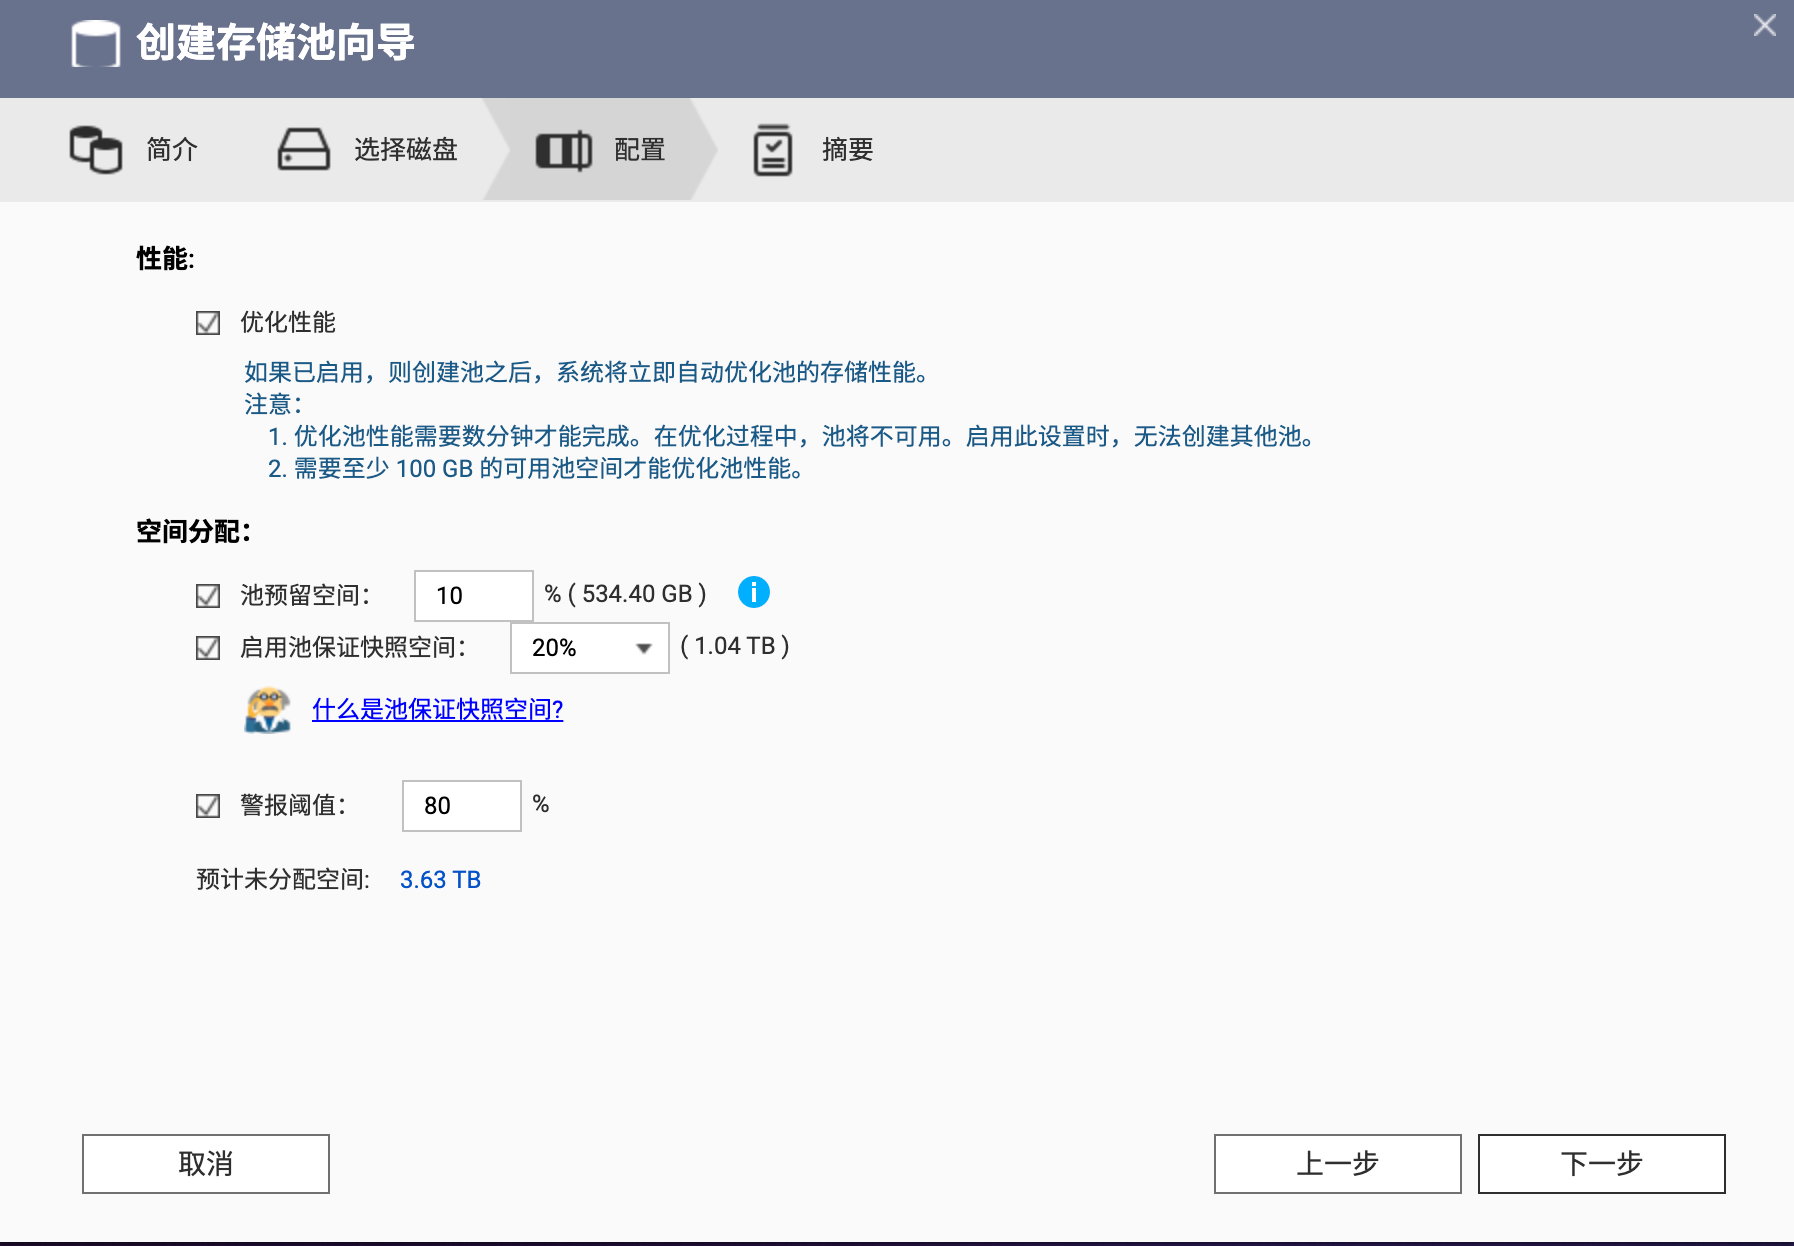 创建存储池向导
简介
选择磁盘
配置
摘要
性能:
优化性能
如果已启用，则创建池之后，系统将立即自动优化池的存储性能。
注意：
1. 优化池性能需要数分钟才能完成。在优化过程中，池将不可用。启用此设置时，无法创建其他池。
2. 需要至少 100 GB 的可用池空间才能优化池性能。
空间分配：
池预留空间： 10 % ( 534.40 GB )
启用池保证快照空间： 20% ( 1.04 TB )
什么是池保证快照空间?
警报阈值： 80 %
预计未分配空间: 3.63 TB
取消
上一步
下一步